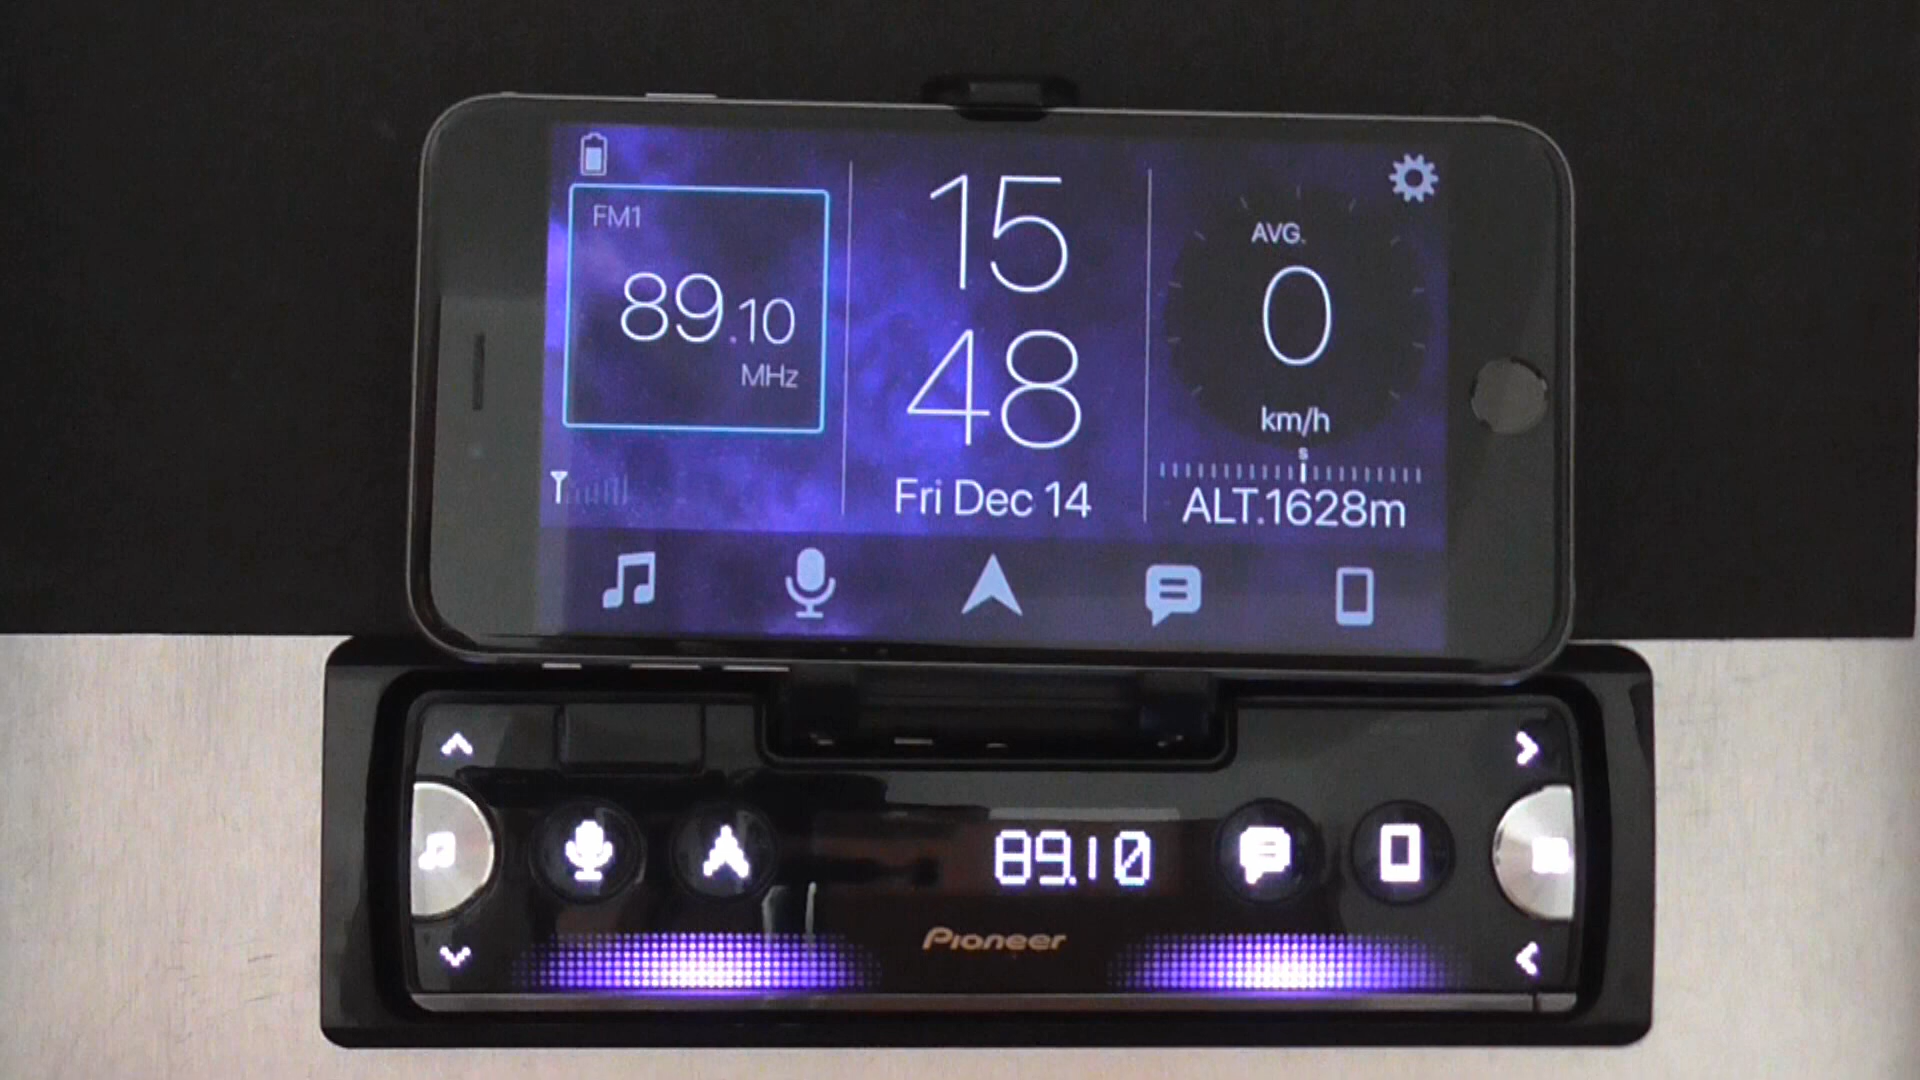 FM1
89.10
MHz
15
48
Fri Dec 14
AVG.
0
km/h
S
ALT.1628m
89.10
Pioneer